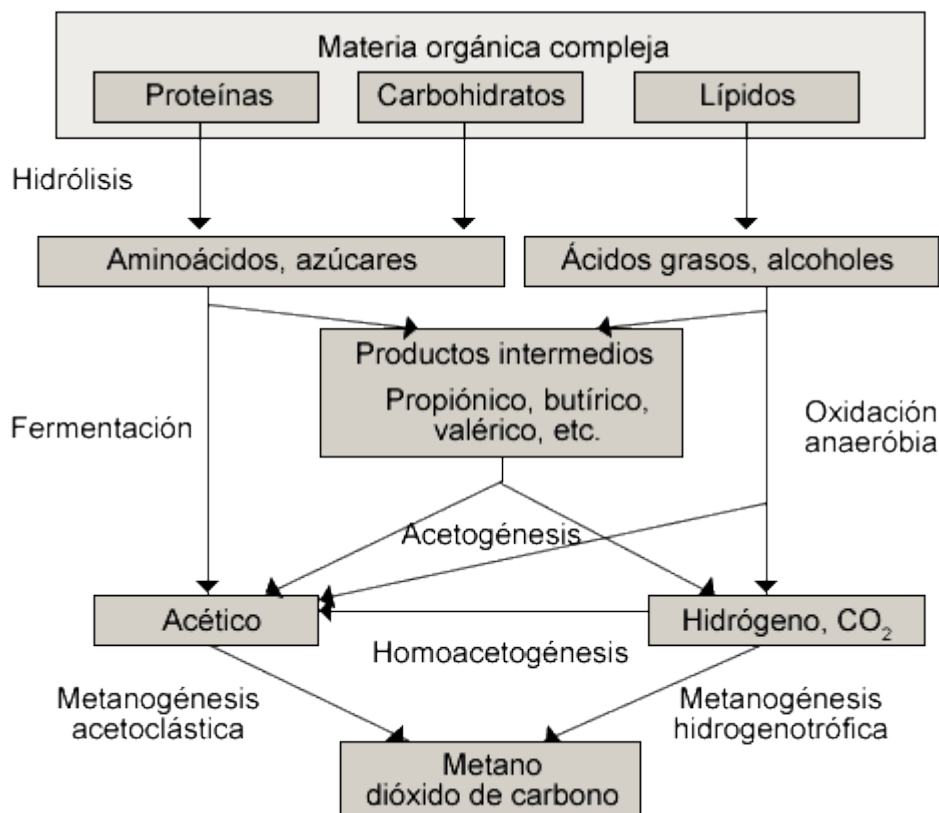 Materia orgánica compleja
Proteínas
Carbohidratos
Lípidos
Hidrólisis
Aminoácidos, azúcares
Ácidos grasos, alcoholes
Productos intermedios
Propiónico, butírico,
valérico, etc.
Fermentación
Oxidación
anaeróbia
Acetogénesis
Acético
Hidrógeno, CO₂
Homoacetogénesis
Metanogénesis
acetoclástica
Metanogénesis
hidrogenotrófica
Metano
dióxido de carbono